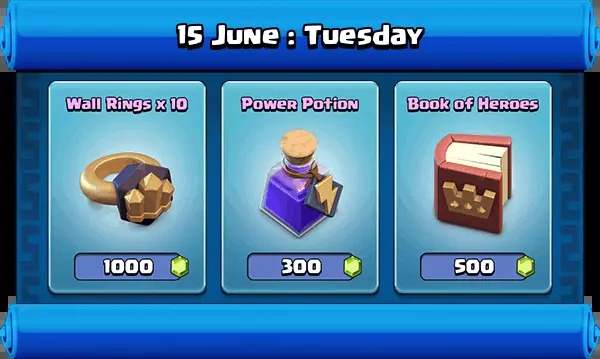 15 June : Tuesday
Wall Rings x 10
Power Potion
Book of Heroes
1000
300
500